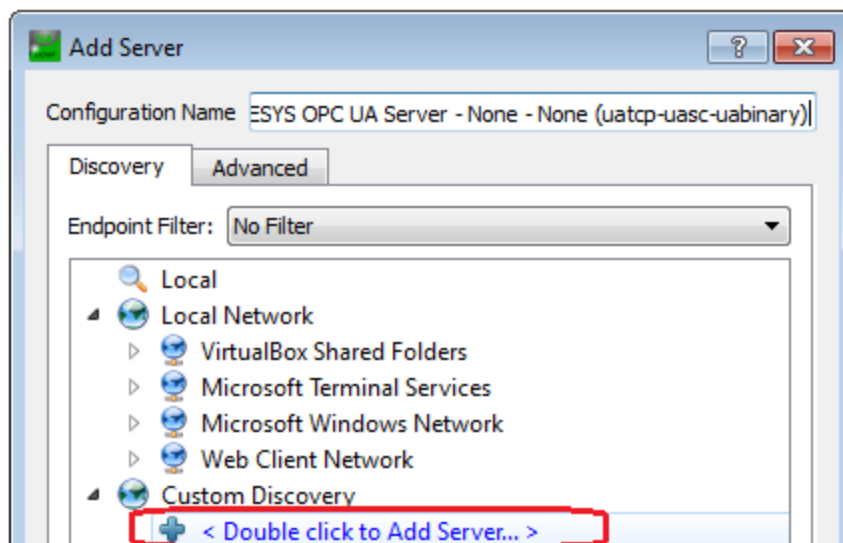 Add Server
Configuration Name ESYS OPC UA Server - None - None (uatcp-uasc-uabinary)
Discovery Advanced
Endpoint Filter: No Filter
Local
Local Network
VirtualBox Shared Folders
Microsoft Terminal Services
Microsoft Windows Network
Web Client Network
Custom Discovery
< Double click to Add Server... >